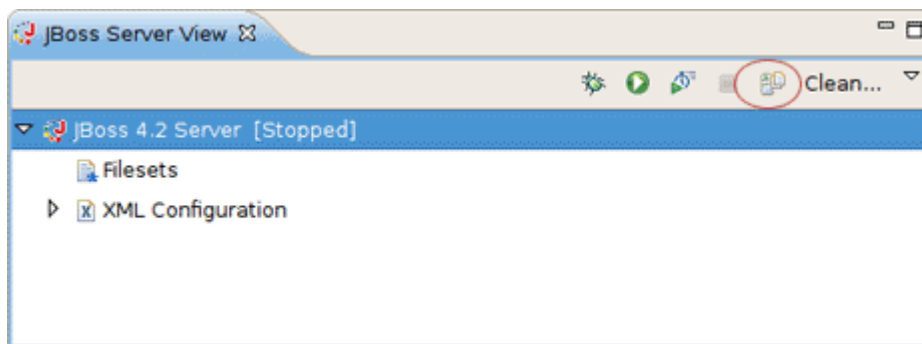 JBoss Server View
Clean...
JBoss 4.2 Server [Stopped]
Filesets
XML Configuration